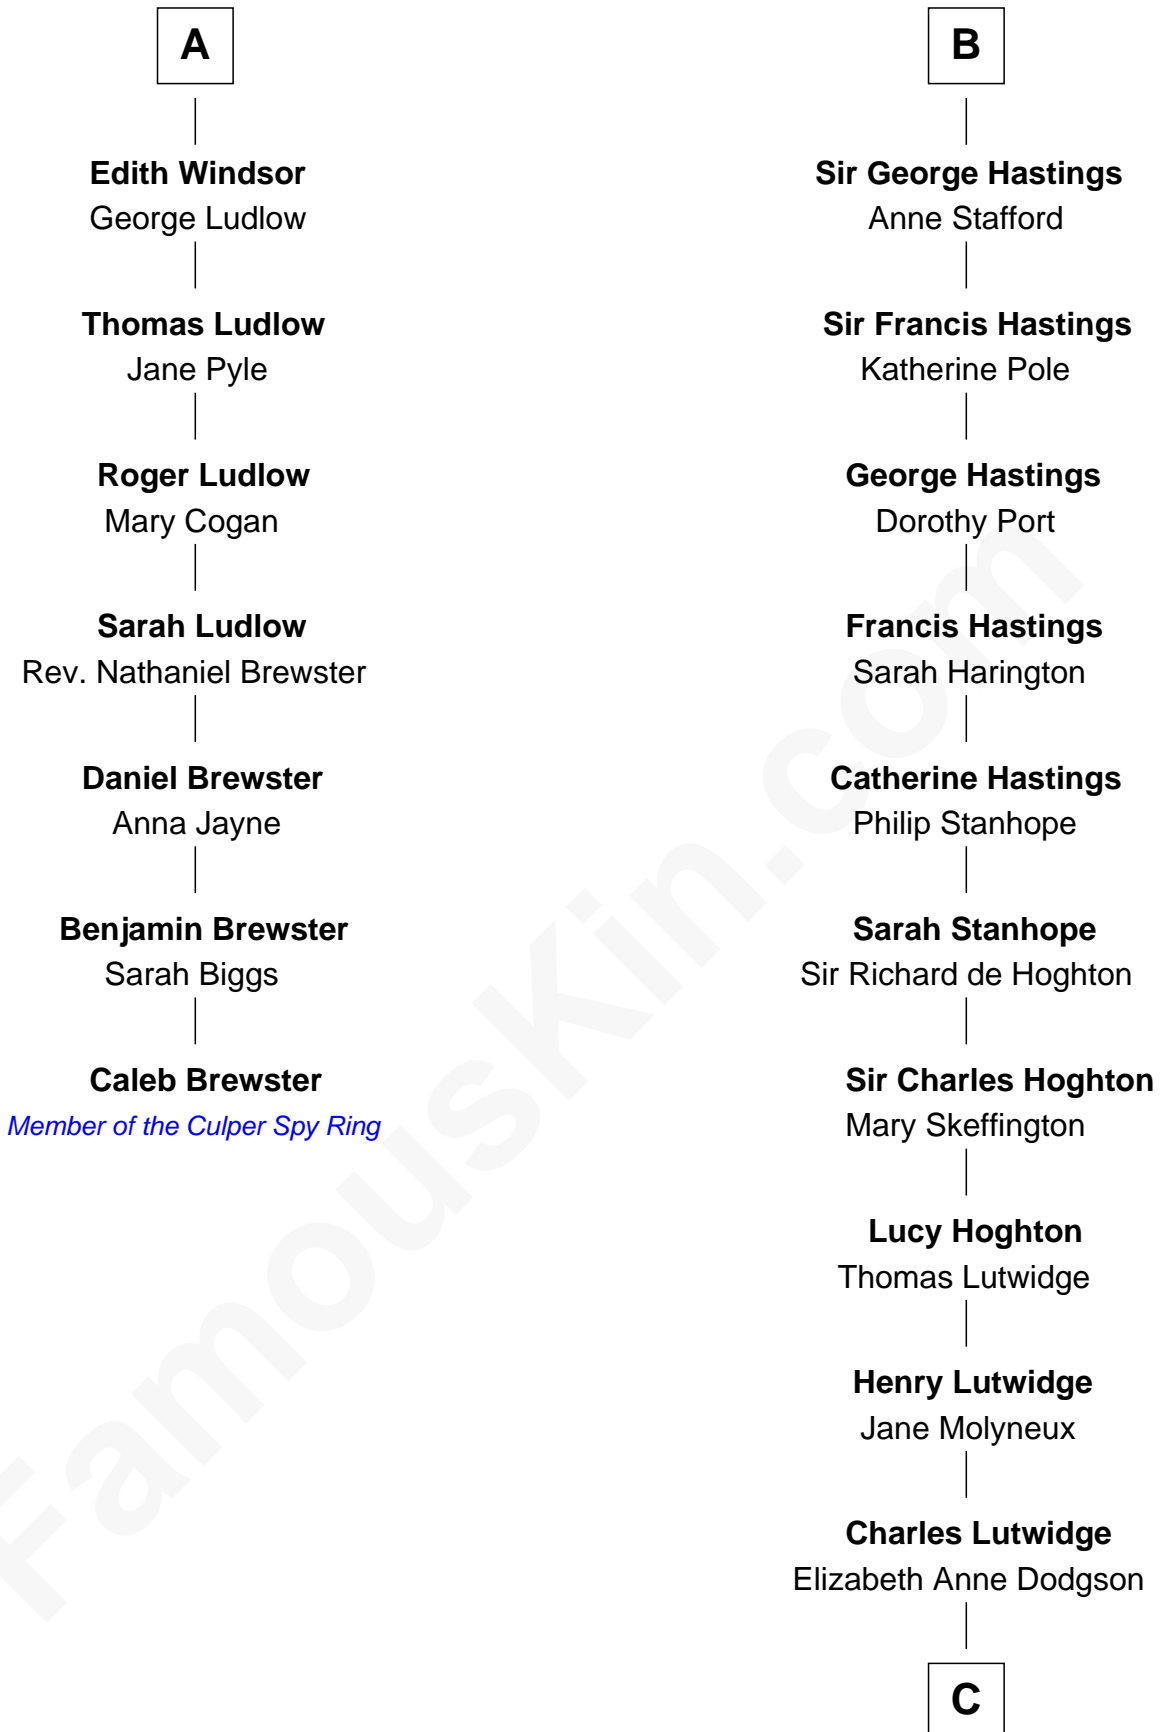 A
Edith Windsor
George Ludlow
Thomas Ludlow
Jane Pyle
Roger Ludlow
Mary Cogan
Sarah Ludlow
Rev. Nathaniel Brewster
Daniel Brewster
Anna Jayne
Benjamin Brewster
Sarah Biggs
Caleb Brewster
Member of the Culper Spy Ring
B
Sir George Hastings
Anne Stafford
Sir Francis Hastings
Katherine Pole
George Hastings
Dorothy Port
Francis Hastings
Sarah Harington
Catherine Hastings
Philip Stanhope
Sarah Stanhope
Sir Richard de Hoghton
Sir Charles Hoghton
Mary Skeffington
Lucy Hoghton
Thomas Lutwidge
Henry Lutwidge
Jane Molyneux
Charles Lutwidge
Elizabeth Anne Dodgson
C
FamousKin.com